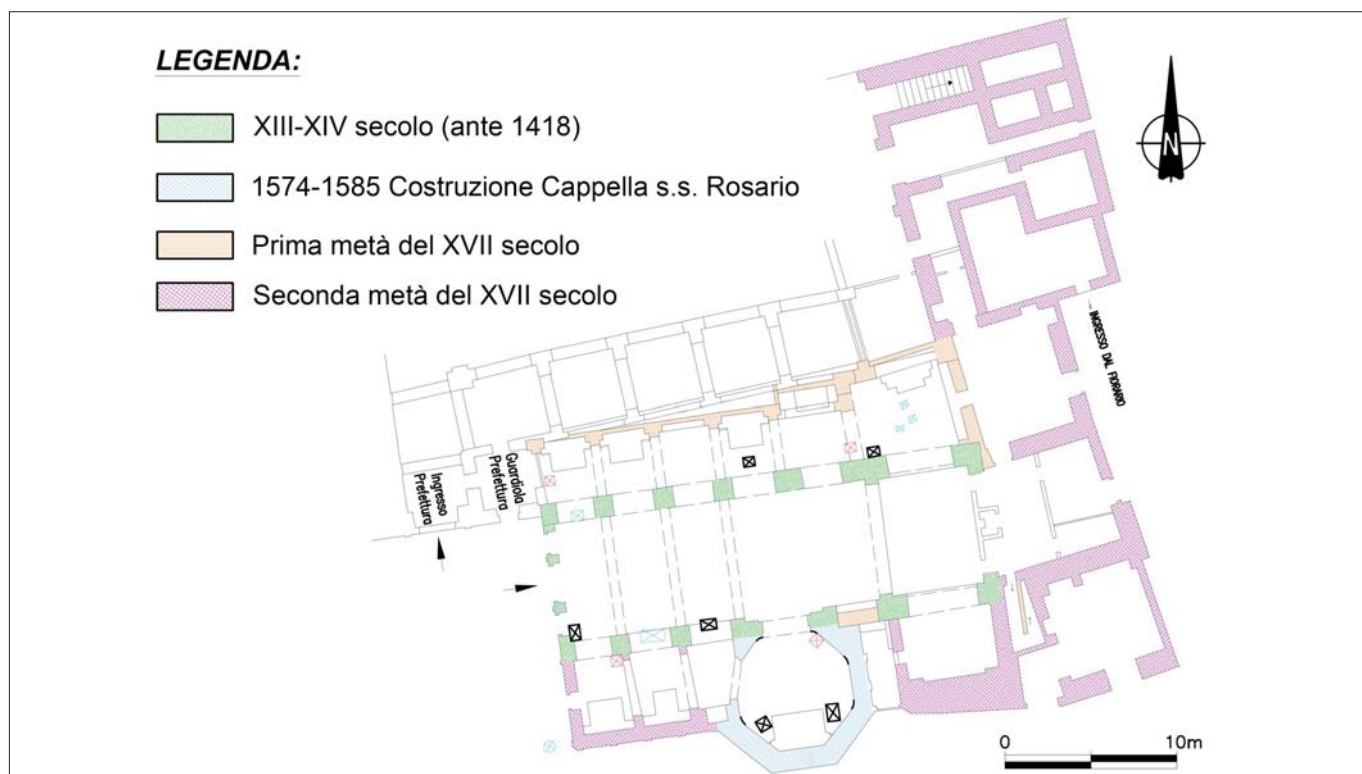 LEGENDA:
XIII-XIV secolo (ante 1418)
1574-1585 Costruzione Cappella s.s. Rosario
Prima metà del XVII secolo
Seconda metà del XVII secolo
N
INGRESSO DAL FIORARIO
Guardiola
Prefettura
Ingresso
Prefettura
0 10m